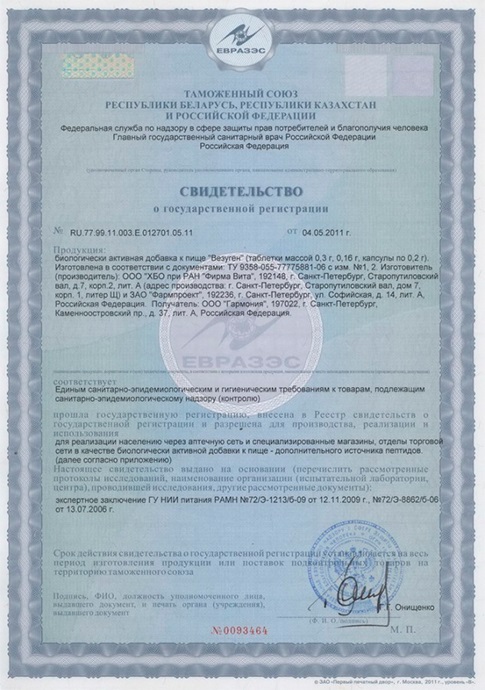 ЕВРАЗЭС
ТАМОЖЕННЫЙ СОЮЗ
РЕСПУБЛИКИ БЕЛАРУСЬ, РЕСПУБЛИКИ КАЗАХСТАН
И РОССИЙСКОЙ ФЕДЕРАЦИИ
Федеральная служба по надзору в сфере защиты прав потребителей и благополучия человека
Главный государственный санитарный врач Российской Федерации
Российская Федерация
СВИДЕТЕЛЬСТВО
о государственной регистрации
№ RU.77.99.11.003.Е.012701.05.11 от 04.05.2011 г.
Продукция:
биологически активная добавка к пище "Везуген" (таблетки массой 0,3 г, 0,16 г, капсулы по 0,2 г).
Изготовлена в соответствии с документами: ТУ 9358-055-77775881-06 с изм. №1, 2. Изготовитель
(производитель): ООО "ХБО при РАН "Фирма Вита", 192148, г. Санкт-Петербург, Старопутиловский
вал, д.7, корп.2, лит. А (адрес производства: г. Санкт-Петербург, Старопутиловский вал, дом 7,
корп. 1, литер Щ) и ЗАО "Фармпроект", 192236, г. Санкт-Петербург, ул. Софийская, д. 14, лит. А,
Российская Федерация. Получатель: ООО "Гармония", 197022, г. Санкт-Петербург,
Каменноостровский пр., д. 37, лит. А, Российская Федерация.
ЕВРАЗЭС
соответствует
Единым санитарно-эпидемиологическим и гигиеническим требованиям к товарам, подлежащим
санитарно-эпидемиологическому надзору (контролю)
прошла государственную регистрацию, внесена в Реестр свидетельств о
государственной регистрации и разрешена для производства, реализации и
использования
для реализации населению через аптечную сеть и специализированные магазины, отделы торговой
сети в качестве биологически активной добавки к пище - дополнительного источника пептидов.
(далее согласно приложению)
Настоящее свидетельство выдано на основании (перечислить рассмотренные
протоколы исследований, наименование организации (испытательной лаборатории,
центра), проводившей исследования, другие рассмотренные документы):
экспертное заключение ГУ НИИ питания РАМН №72/Э-1213/б-09 от 12.11.2009 г., №72/Э-8862/б-06
от 13.07.2006 г.
Срок действия свидетельства о государственной регистрации устанавливается на весь
период изготовления продукции или поставок подконтрольных товаров на
территорию таможенного союза
Подпись, ФИО, должность уполномоченного лица,
выдавшего документ, и печать органа (учреждения),
выдавшего документ
Г.Г. Онищенко
(Ф. И. О./подпись)
№0093464
М. П.
© ЗАО «Первый печатный двор», г. Москва, 2011 г., уровень «В».